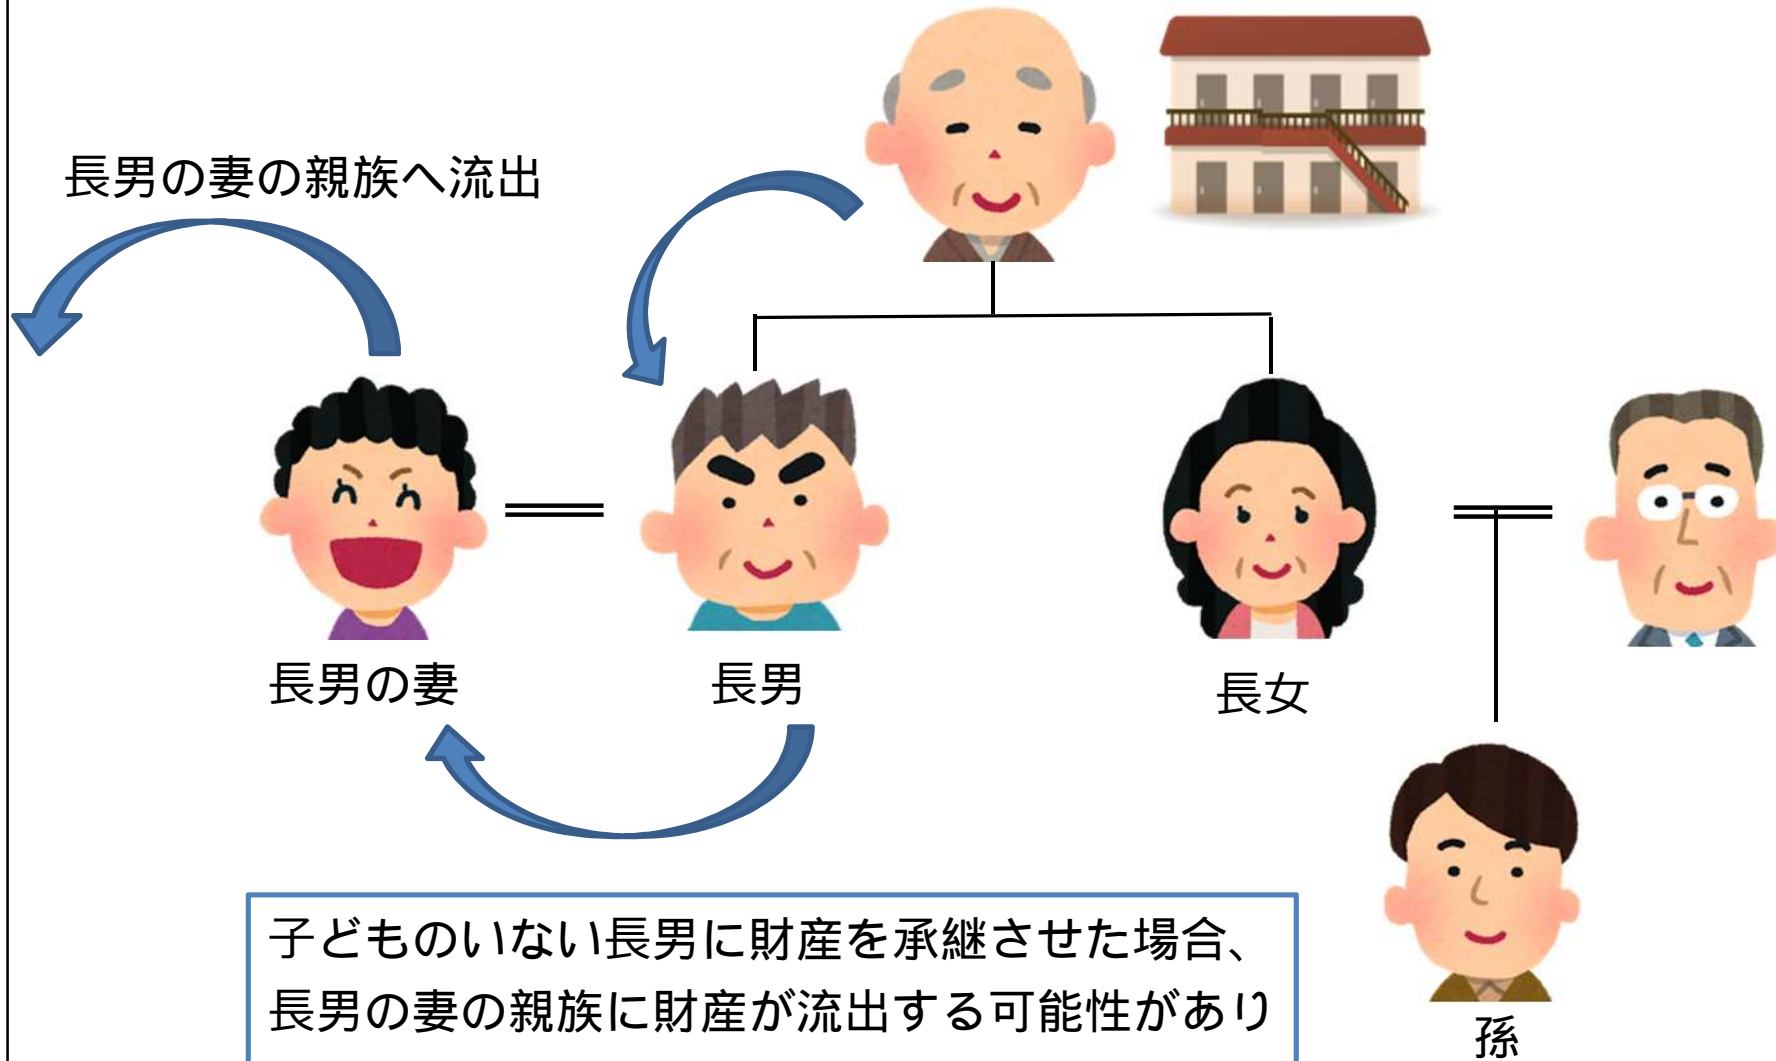 長男の妻の親族へ流出
長男の妻
長男
長女
孫
子どものいない長男に財産を承継させた場合、
長男の妻の親族に財産が流出する可能性があり